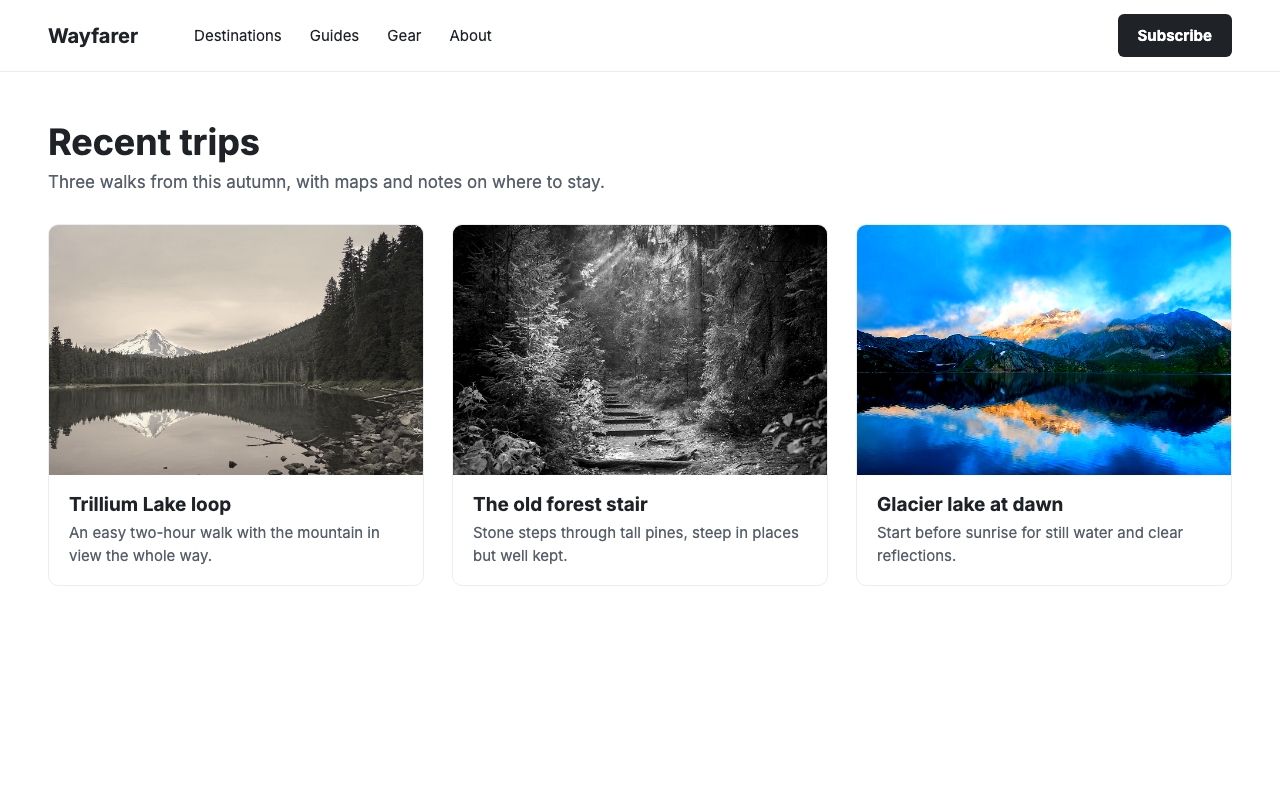 Wayfarer
Destinations
Guides
Gear
About
Subscribe
Recent trips
Three walks from this autumn, with maps and notes on where to stay.
Trillium Lake loop
An easy two-hour walk with the mountain in
view the whole way.
The old forest stair
Stone steps through tall pines, steep in places
but well kept.
Glacier lake at dawn
Start before sunrise for still water and clear
reflections.